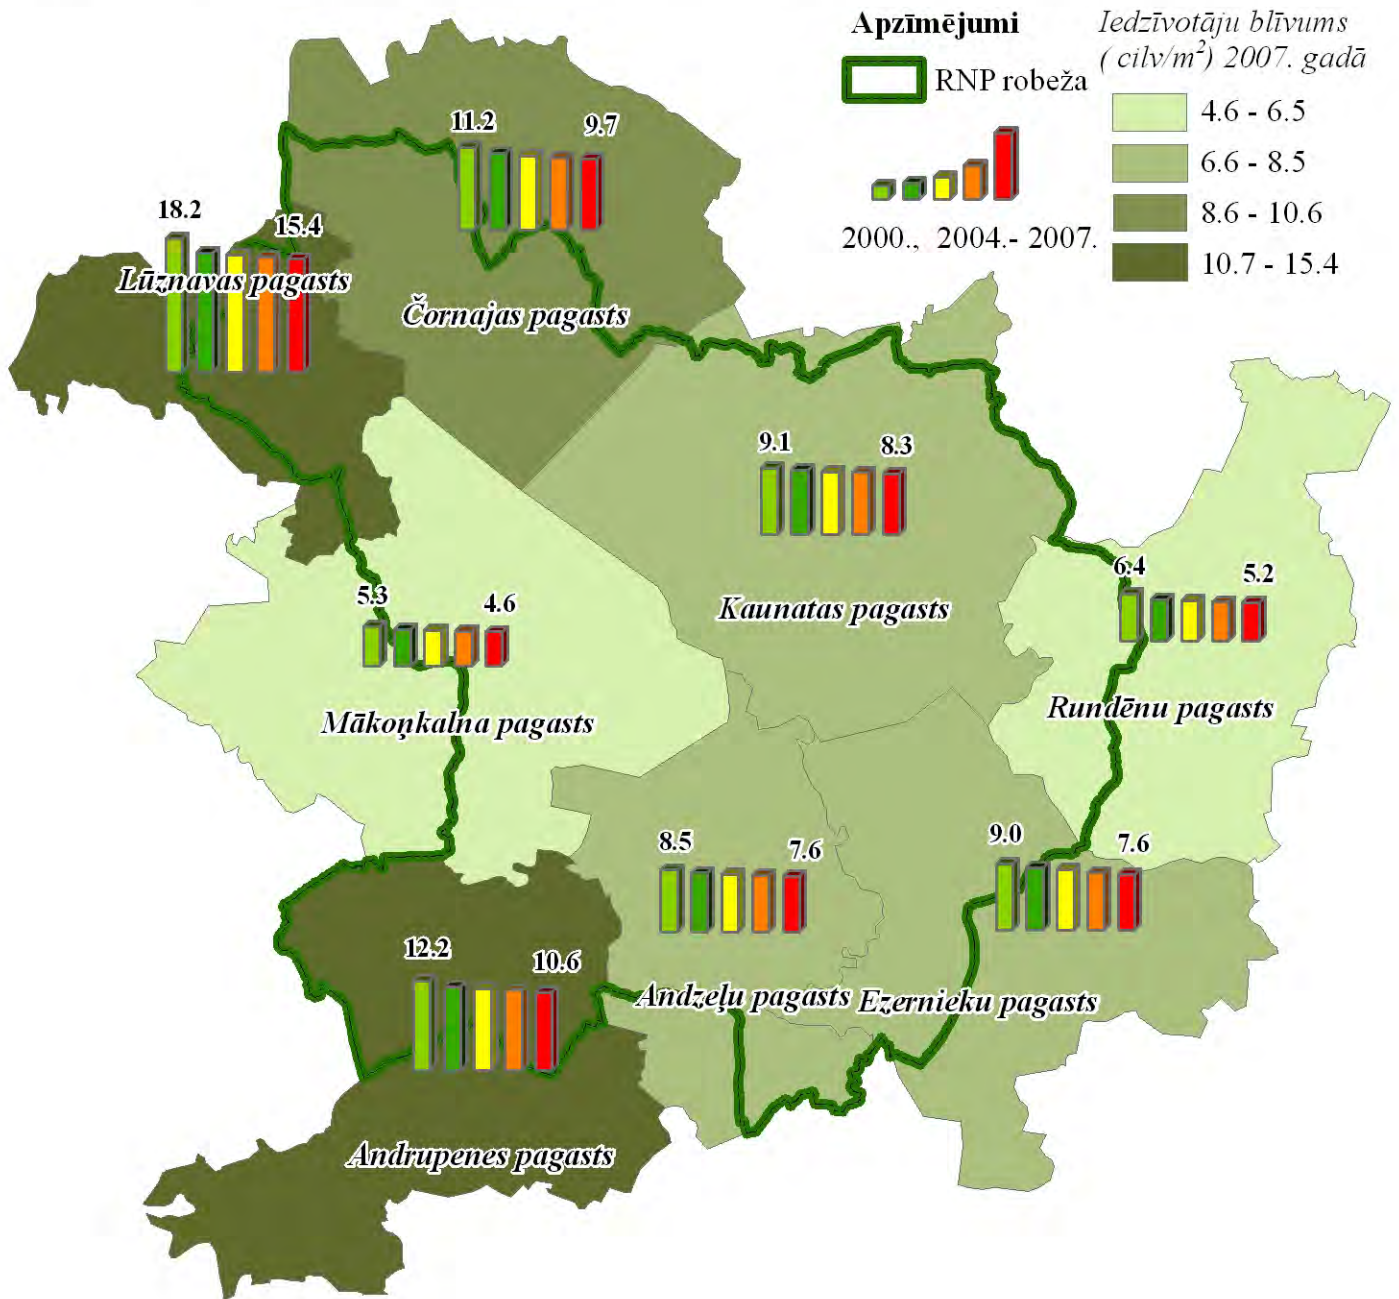 Apzīmējumi
RNP robeža
2000., 2004.- 2007.
Iedzīvotāju blīvums
( cilv/m²) 2007. gadā
4.6 - 6.5
6.6 - 8.5
8.6 - 10.6
10.7 - 15.4
11.2 9.7
Čornajas pagasts
18.2 15.4
Lūznavas pagasts
9.1 8.3
Kaunatas pagasts
6.4 5.2
Rundēnu pagasts
5.3 4.6
Mākoņkalna pagasts
8.5 7.6
Andzeļu pagasts
9.0 7.6
Ezernieku pagasts
12.2 10.6
Andrupenes pagasts